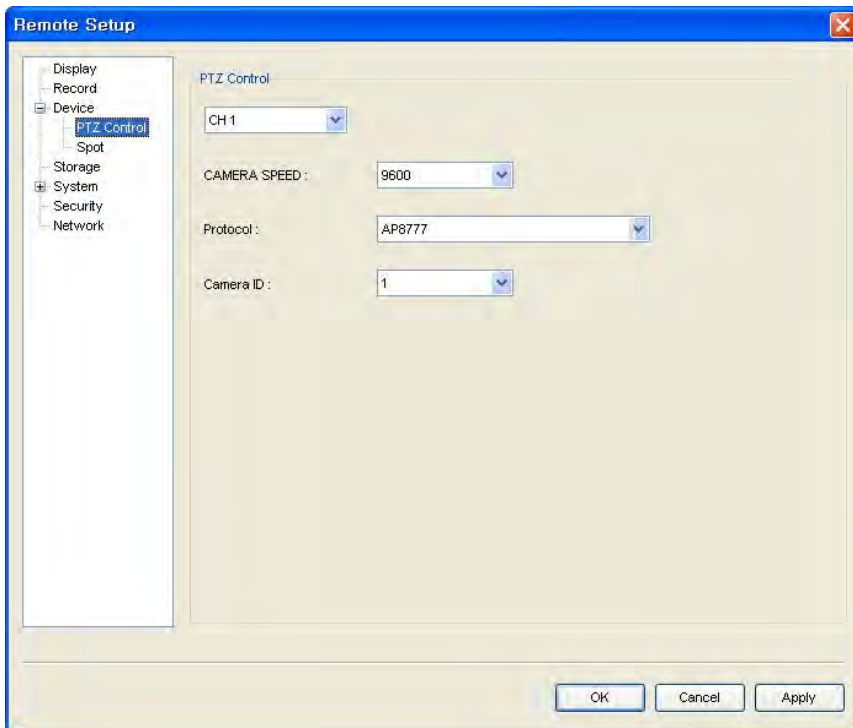 Remote Setup
Display
Record
Device
PTZ Control
Spot
Storage
System
Security
Network
PTZ Control
CH 1
CAMERA SPEED :
9600
Protocol :
AP8777
Camera ID :
1
OK
Cancel
Apply